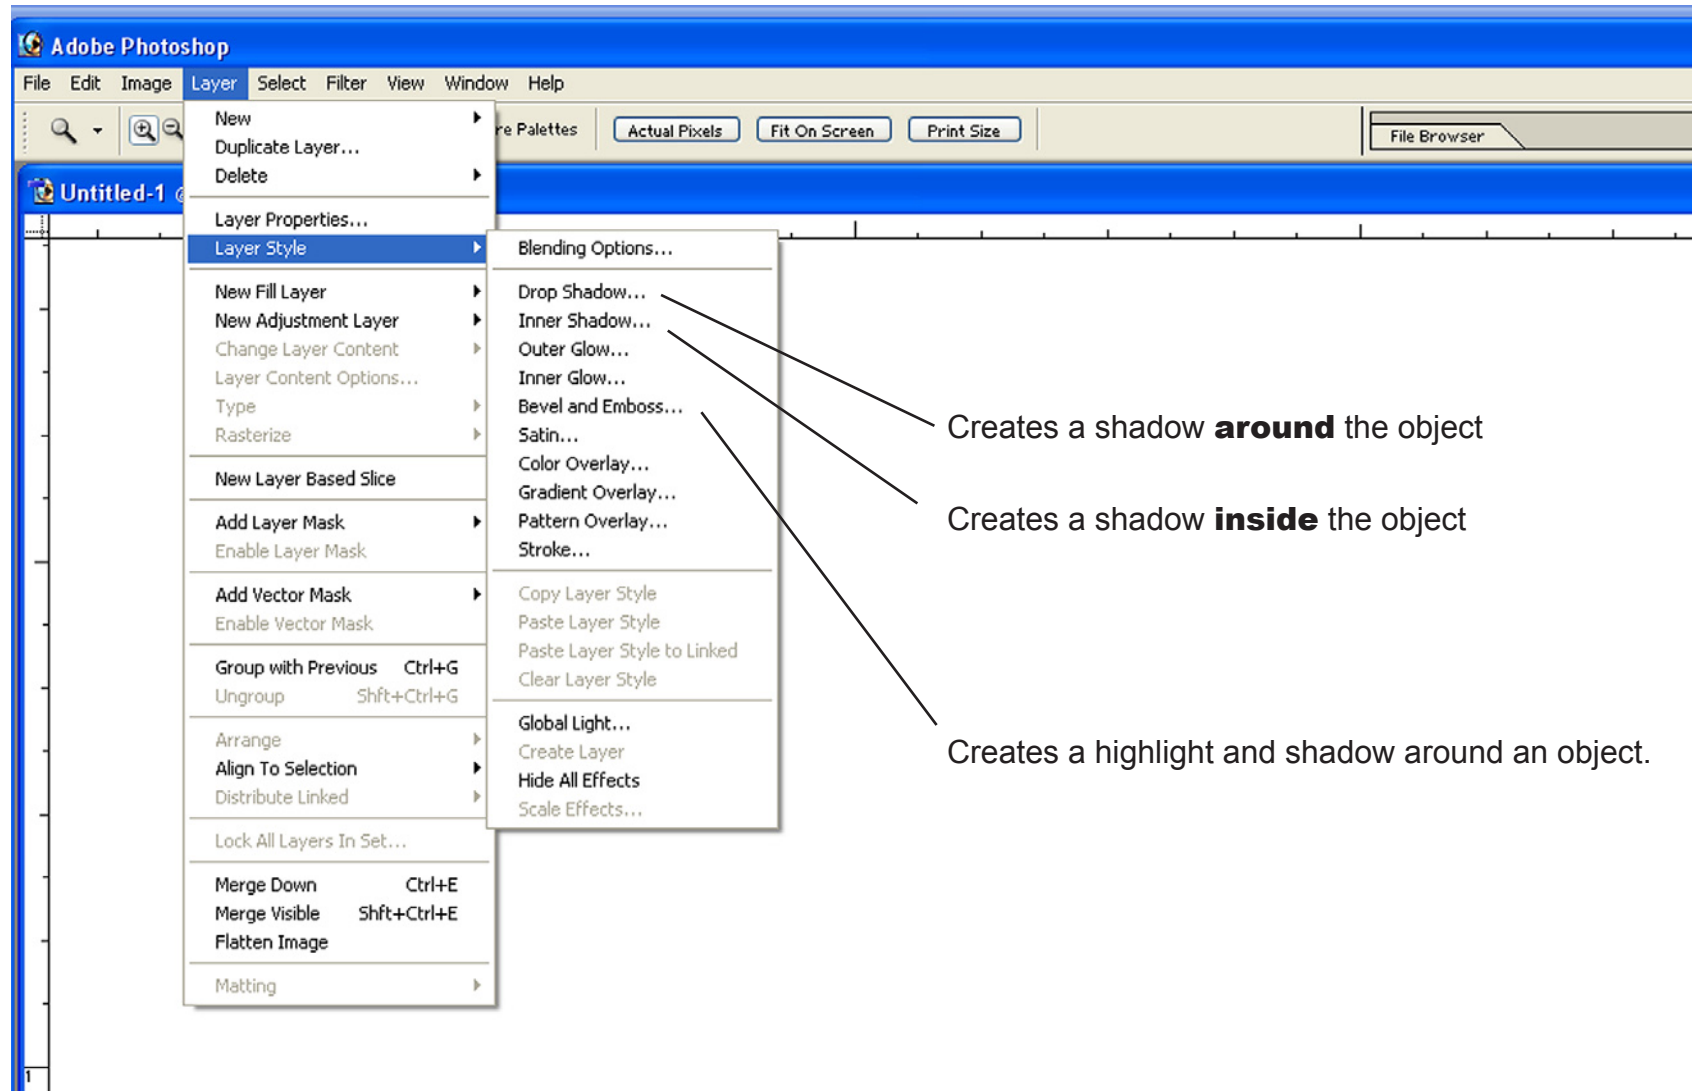 Adobe Photoshop
File Edit Image Layer Select Filter View Window Help
re Palettes Actual Pixels Fit On Screen Print Size File Browser
Untitled-1
New
Duplicate Layer...
Delete
Layer Properties...
Layer Style
New Fill Layer
New Adjustment Layer
Change Layer Content
Layer Content Options...
Type
Rasterize
New Layer Based Slice
Add Layer Mask
Enable Layer Mask
Add Vector Mask
Enable Vector Mask
Group with Previous Ctrl+G
Ungroup Shft+Ctrl+G
Arrange
Align To Selection
Distribute Linked
Lock All Layers In Set...
Merge Down Ctrl+E
Merge Visible Shft+Ctrl+E
Flatten Image
Matting
Blending Options...
Drop Shadow...
Inner Shadow...
Outer Glow...
Inner Glow...
Bevel and Emboss...
Satin...
Color Overlay...
Gradient Overlay...
Pattern Overlay...
Stroke...
Copy Layer Style
Paste Layer Style
Paste Layer Style to Linked
Clear Layer Style
Global Light...
Create Layer
Hide All Effects
Scale Effects...
Creates a shadow around the object
Creates a shadow inside the object
Creates a highlight and shadow around an object.
1